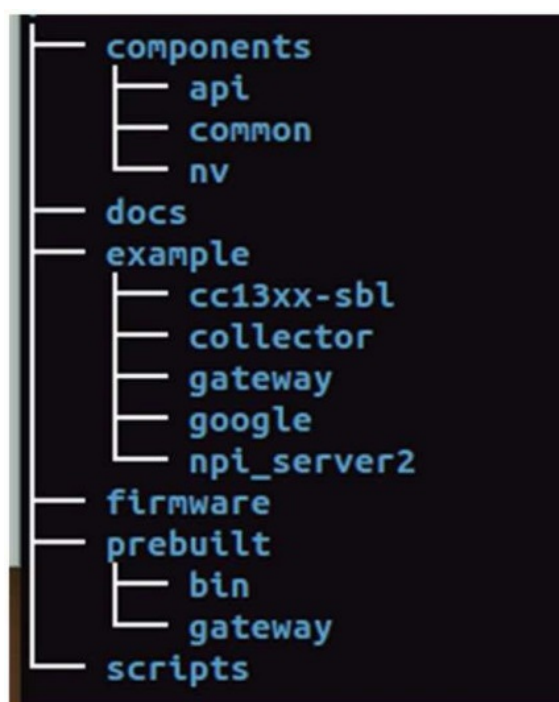 components
api
common
nv
docs
example
cc13xx-sbl
collector
gateway
google
npi_server2
firmware
prebuilt
bin
gateway
scripts